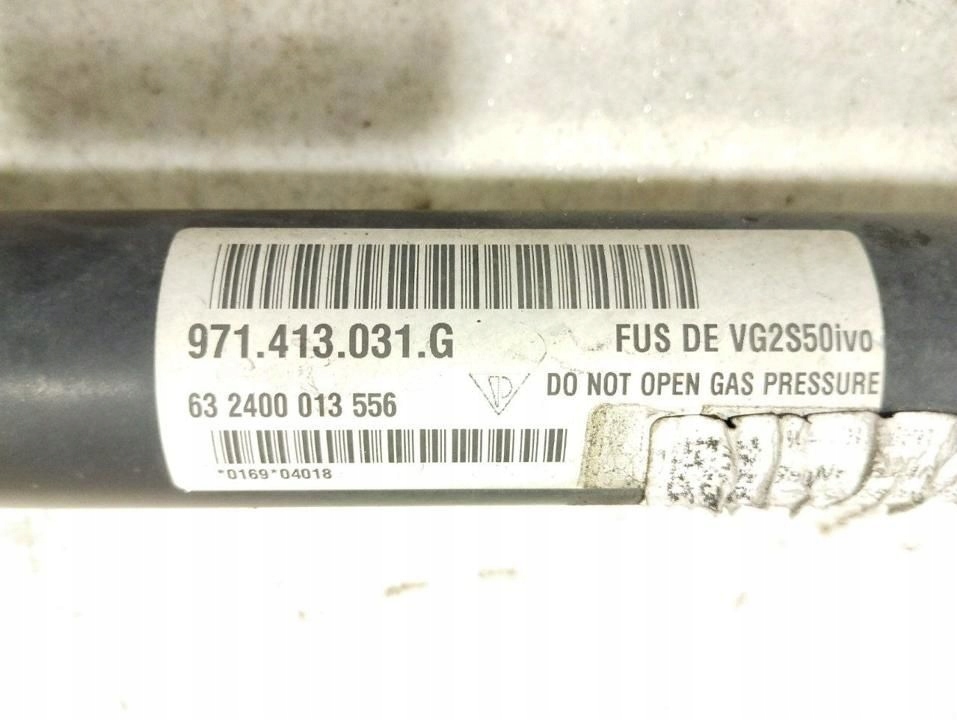 971.413.031.G
FUS DE VG2S50ivo
63 2400 013 556
DO NOT OPEN GAS PRESSURE
*0169*04018